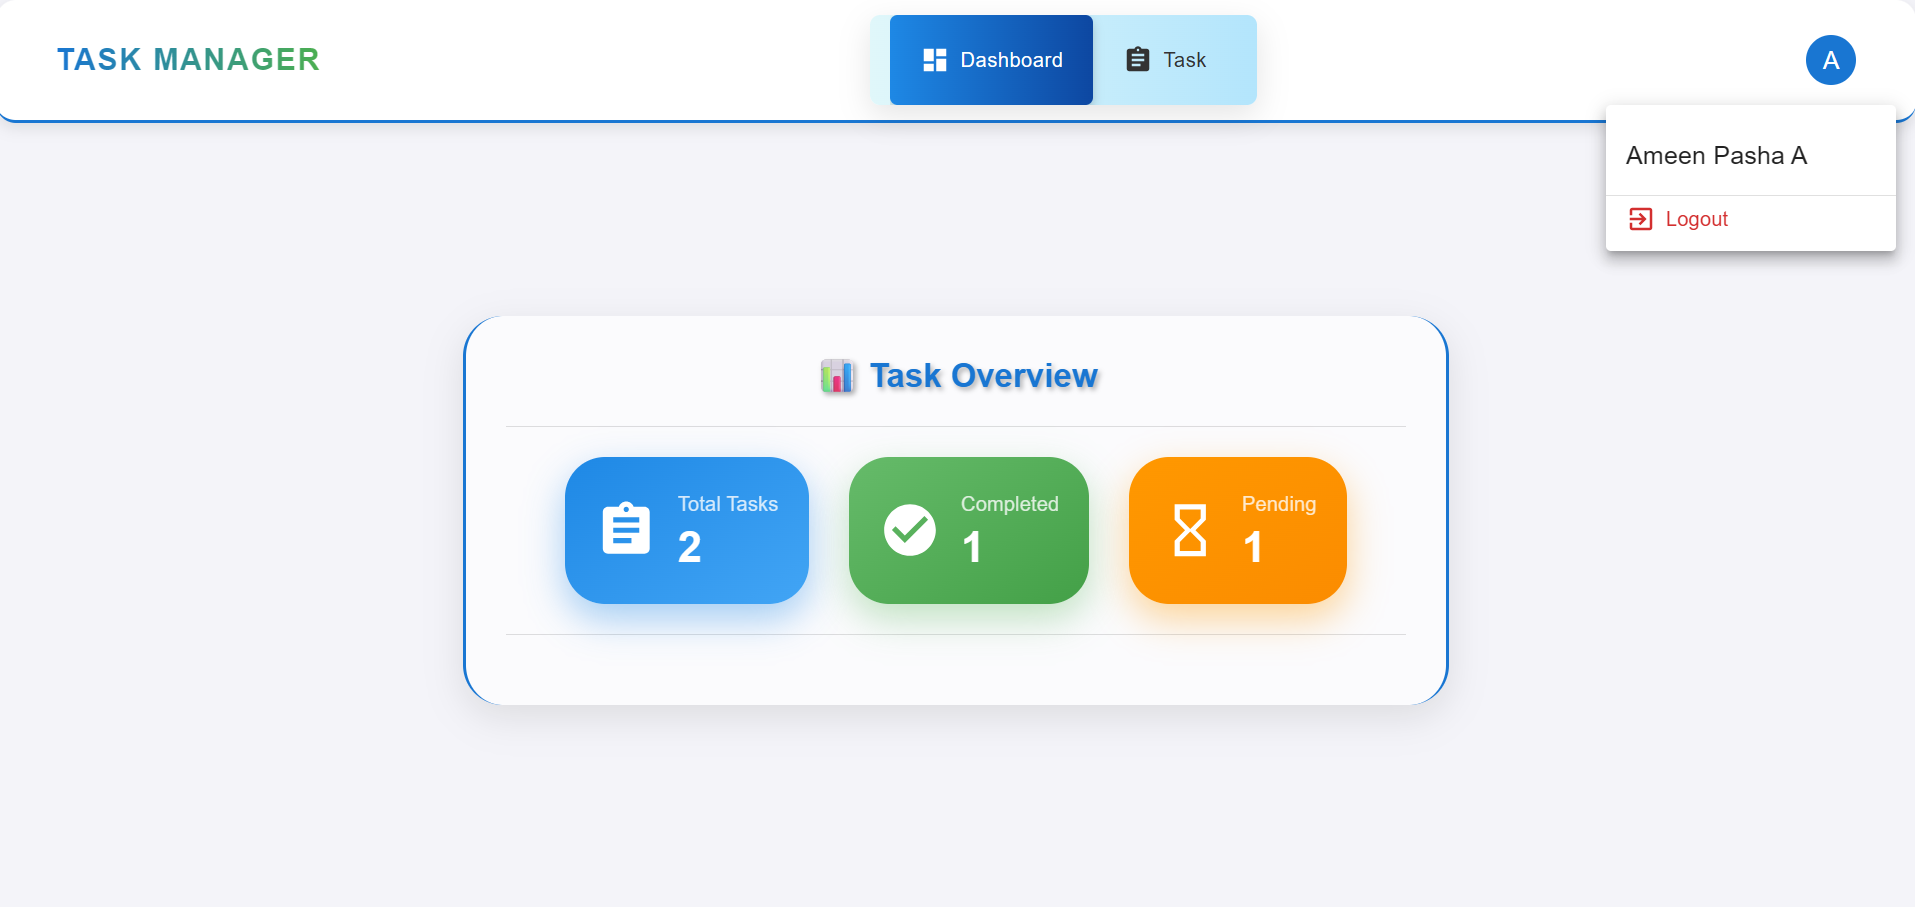 TASK MANAGER
Dashboard
Task
A
Ameen Pasha A
Logout
Task Overview
Total Tasks
2
Completed
1
Pending
1